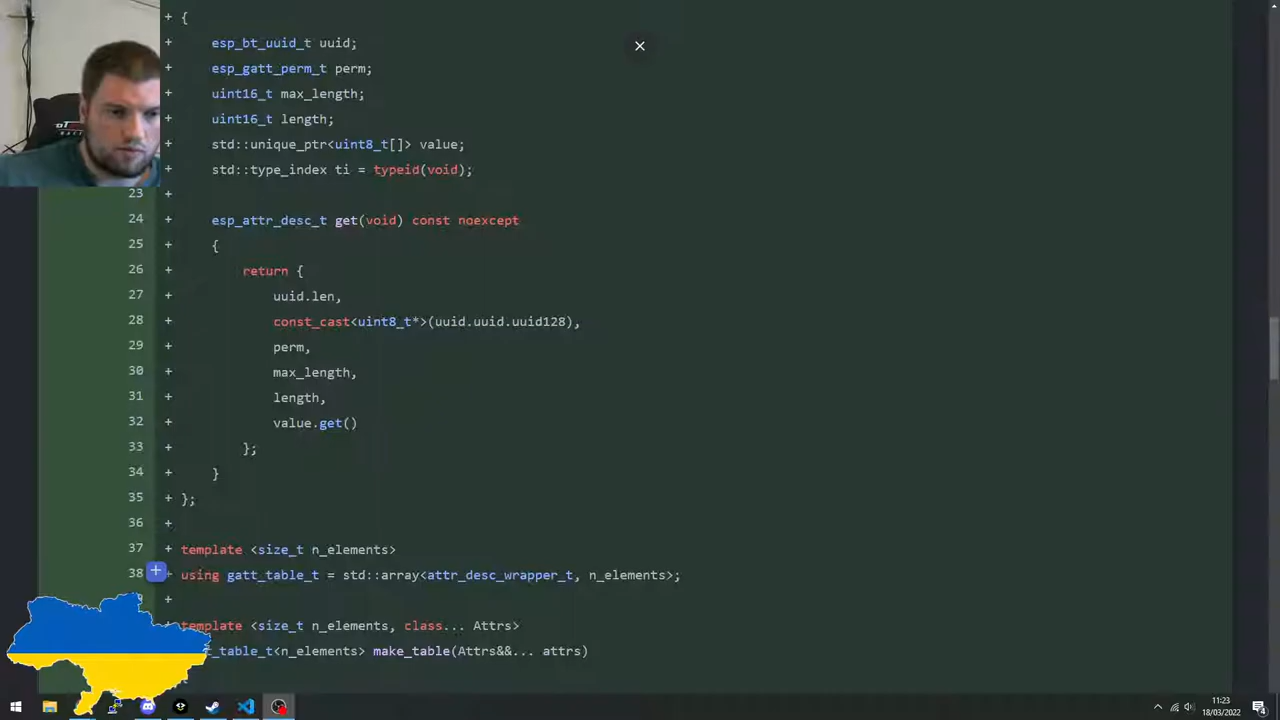 + {
+ esp_bt_uuid_t uuid;
+ esp_gatt_perm_t perm;
+ uint16_t max_length;
+ uint16_t length;
+ std::unique_ptr<uint8_t[]> value;
+ std::type_index ti = typeid(void);
23 +
24 + esp_attr_desc_t get(void) const noexcept
25 + {
26 + return {
27 + uuid.len,
28 + const_cast<uint8_t*>(uuid.uuid.uuid128),
29 + perm,
30 + max_length,
31 + length,
32 + value.get()
33 + };
34 + }
35 + };
36 +
37 + template <size_t n_elements>
38 + using gatt_table_t = std::array<attr_desc_wrapper_t, n_elements>;
+
template <size_t n_elements, class... Attrs>
t_table_t<n_elements> make_table(Attrs&&... attrs)
11:23
18/03/2022
4